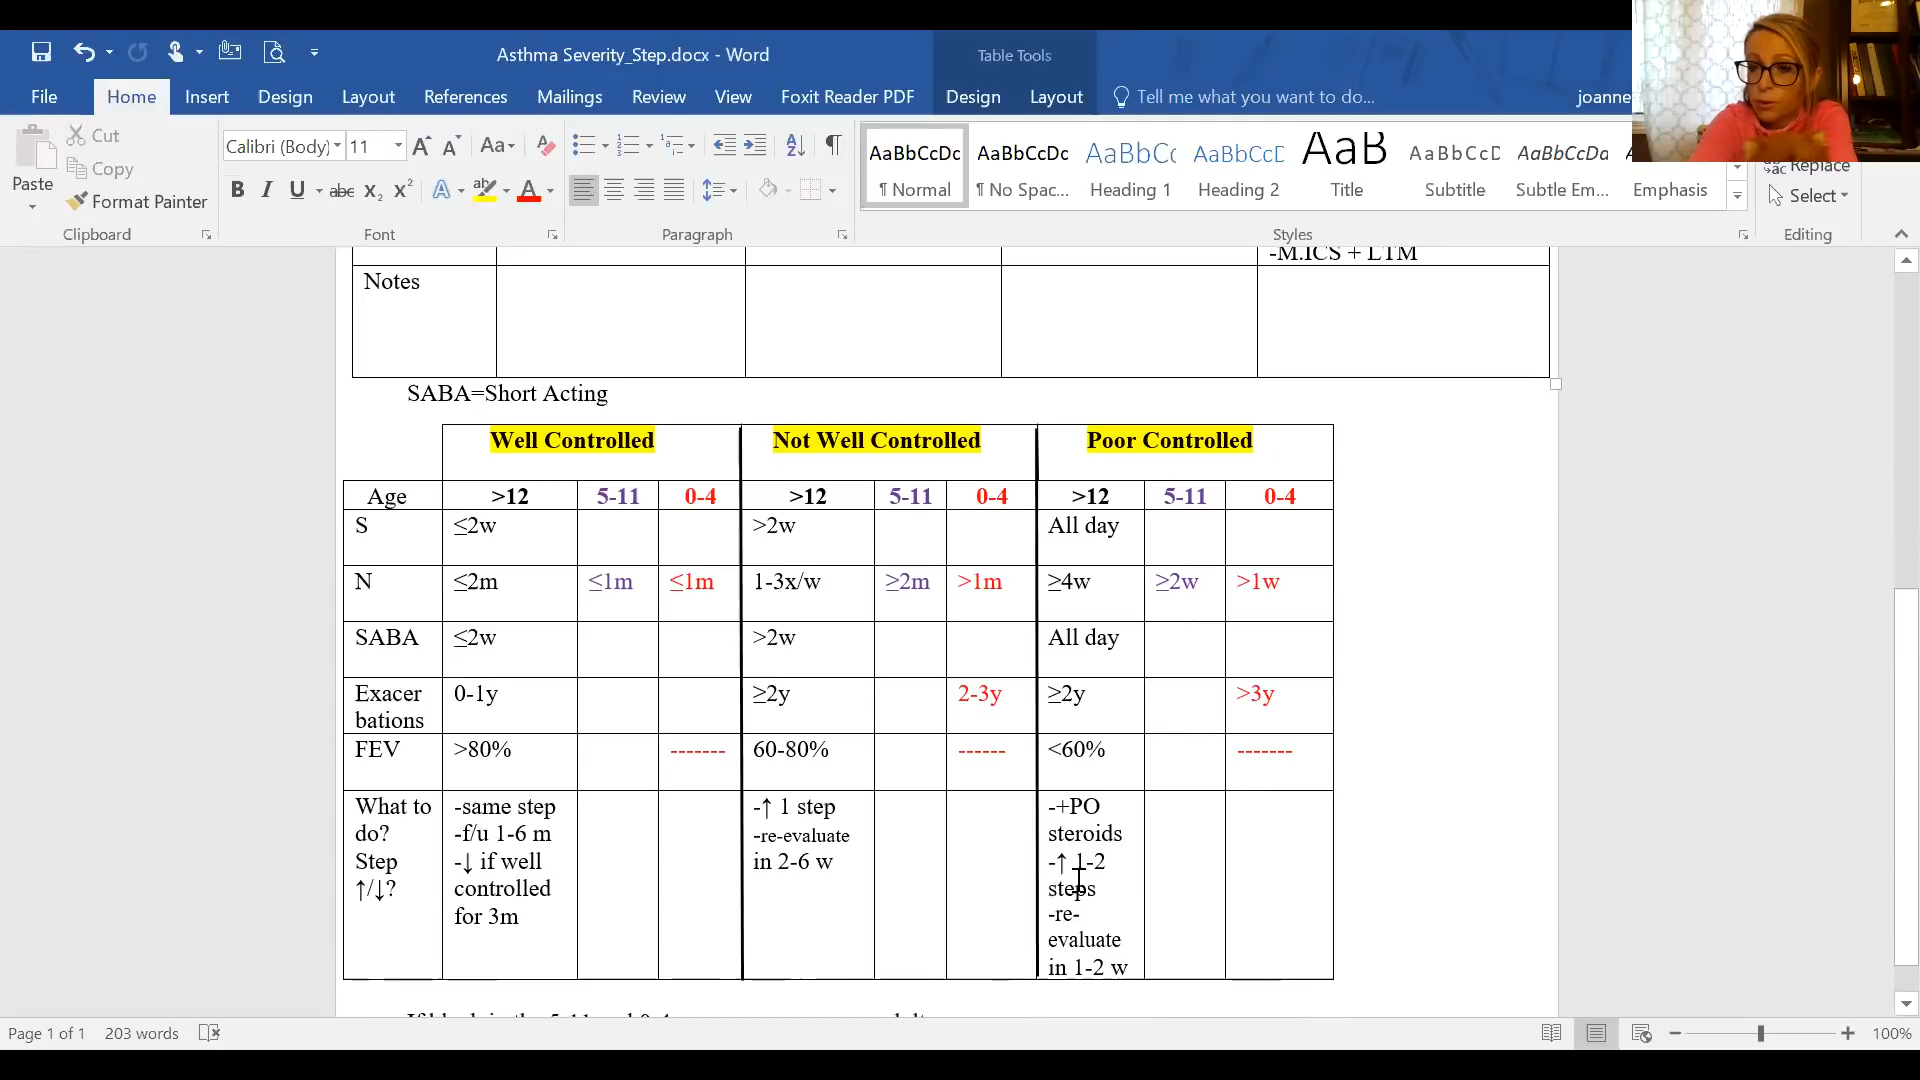 Asthma Severity_Step.docx - Word
Table Tools
File Home Insert Design Layout References Mailings Review View Foxit Reader PDF Design Layout Tell me what you want to do... joanne
Cut
Copy
Paste
Format Painter
Calibri (Body) 11
AaBbCcDc AaBbCcDc AaBbCc AaBbCcD AaB AaBbCcD AaBbCcDa
¶ Normal ¶ No Spac... Heading 1 Heading 2 Title Subtitle Subtle Em... Emphasis
Replace
Select
Clipboard Font Paragraph Styles Editing
-M.ICS + LTM
Notes
SABA=Short Acting
Well Controlled Not Well Controlled Poor Controlled
Age >12 5-11 0-4 >12 5-11 0-4 >12 5-11 0-4
S ≤2w >2w All day
N ≤2m ≤1m ≤1m 1-3x/w ≥2m >1m ≥4w ≥2w >1w
SABA ≤2w >2w All day
Exacer 0-1y ≥2y 2-3y ≥2y >3y
bations
FEV >80% ------- 60-80% ------ <60% -------
What to -same step -↑ 1 step -+PO
do? -f/u 1-6 m -re-evaluate steroids
Step -↓ if well in 2-6 w -↑ 1-2
↑/↓? controlled steps
for 3m -re-
evaluate
in 1-2 w
Page 1 of 1 203 words 100%